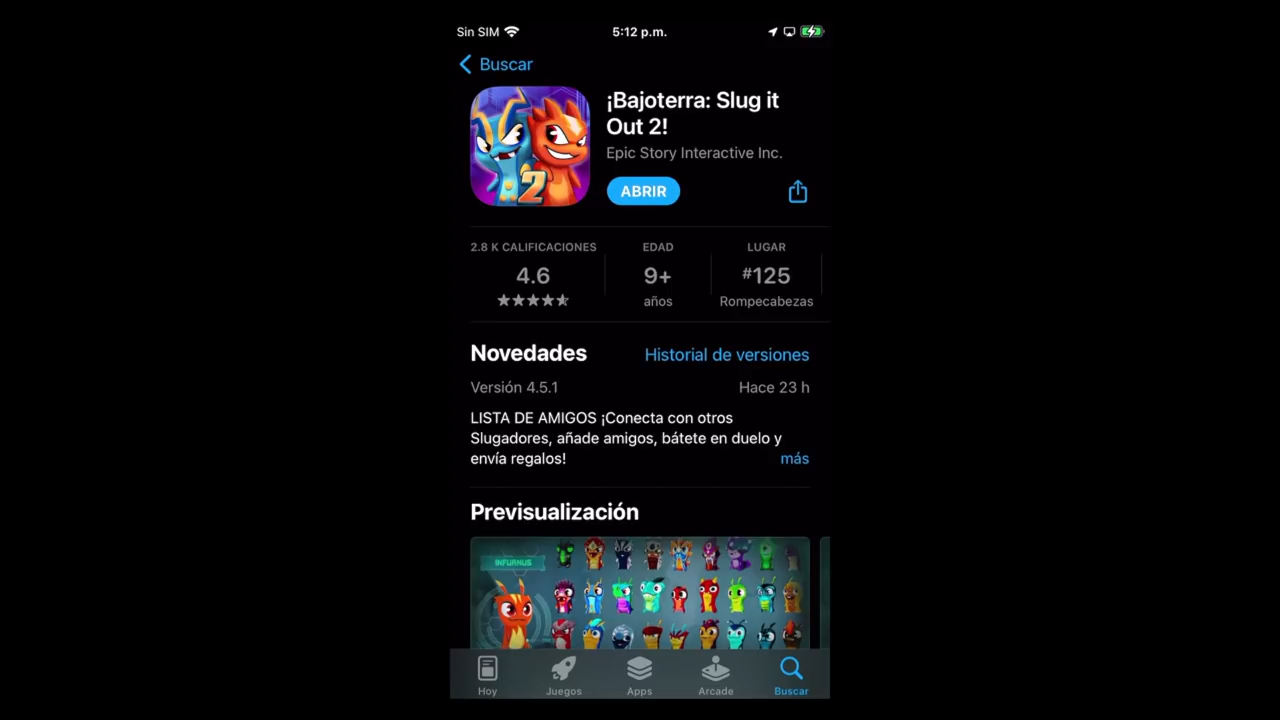 Sin SIM
5:12 p.m.
Buscar
¡Bajoterra: Slug it
Out 2!
Epic Story Interactive Inc.
ABRIR
2
2.8 K CALIFICACIONES
EDAD
LUGAR
4.6
9+
#125
años
Rompecabezas
Novedades
Historial de versiones
Versión 4.5.1
Hace 23 h
LISTA DE AMIGOS ¡Conecta con otros
Slugadores, añade amigos, bátete en duelo y
envía regalos!
más
Previsualización
INFURNUS
Hoy
Juegos
Apps
Arcade
Buscar